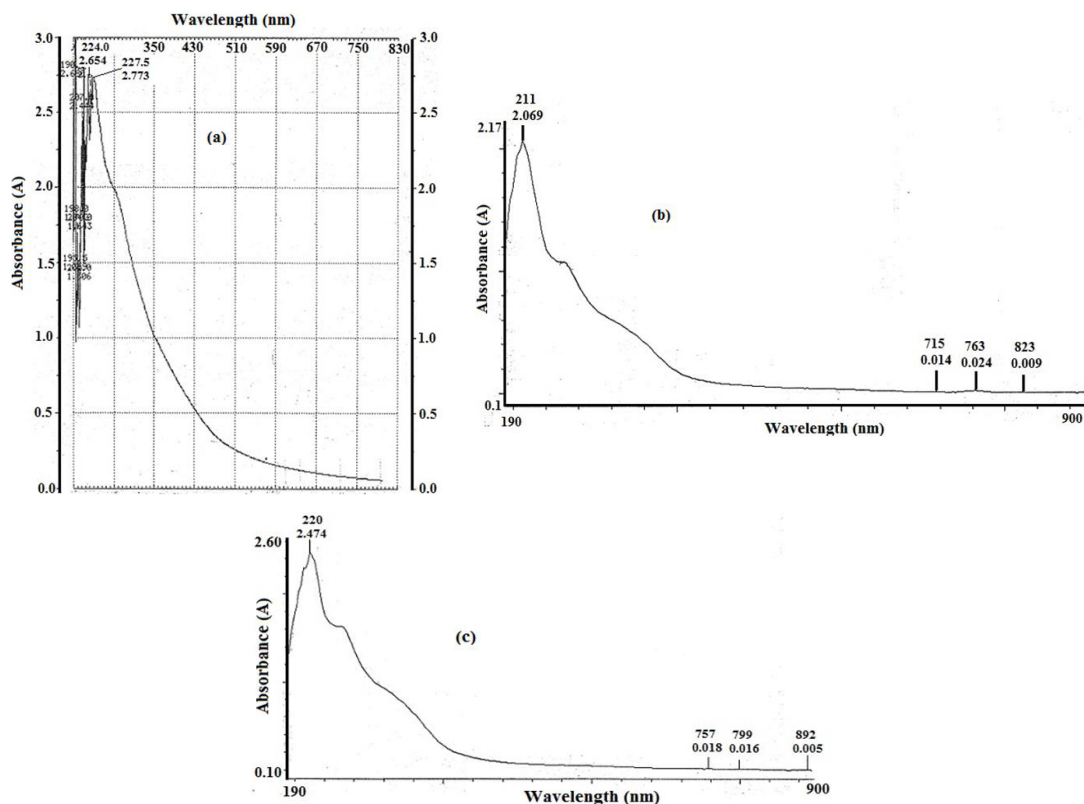 Wavelength (nm)
350 430 510 590 670 750 830
3.0 3.0
224.0
2.654
227.5
2.773
2.5 2.5
(a)
2.0 2.0
1.5 1.5
1.0 1.0
0.5 0.5
0.0 0.0
Absorbance (A)
211
2.069
2.17
(b)
Absorbance (A)
715 763 823
0.014 0.024 0.009
0.1
190 900
Wavelength (nm)
220
2.474
2.60
(c)
Absorbance (A)
757 799 892
0.018 0.016 0.005
0.10
190 900
Wavelength (nm)